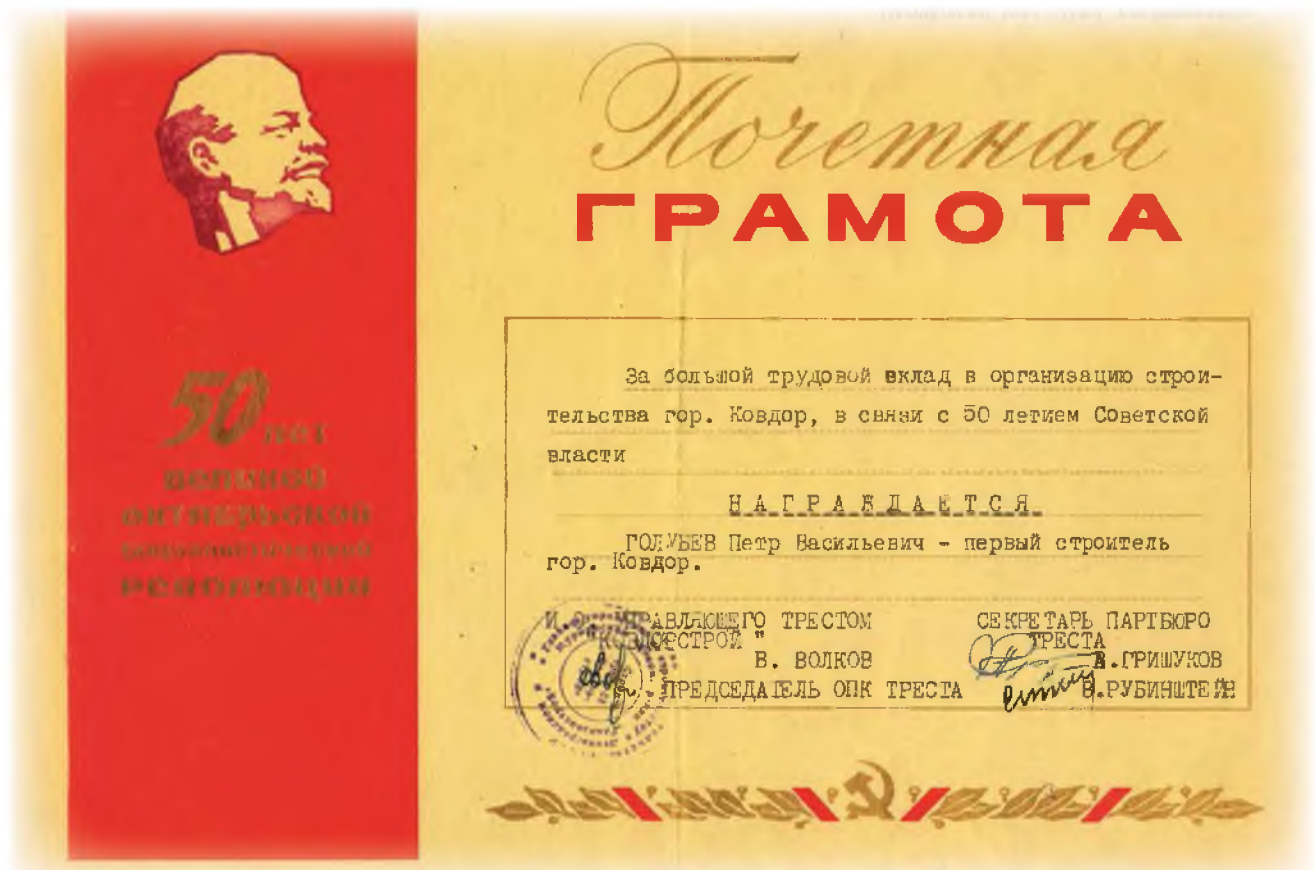 Почетная
ГРАМОТА
50 лет
ВЕЛИКОЙ
ОКТЯБРЬСКОЙ
СОЦИАЛИСТИЧЕСКОЙ
РЕВОЛЮЦИИ
За большой трудовой вклад в организацию строи-
тельства гор. Ковдор, в связи с 50 летием Советской
власти
НАГРАЖДАЕТСЯ
ГОЛУБЕВ Петр Васильевич - первый строитель
гор. Ковдор.
И.О. УПРАВЛЯЮЩЕГО ТРЕСТОМ
"КОВДОРСТРОЙ"
В. ВОЛКОВ
СЕКРЕТАРЬ ПАРТБЮРО
ТРЕСТА
А.ГРИШУКОВ
ПРЕДСЕДАТЕЛЬ ОПК ТРЕСТА В.РУБИНШТЕЙН